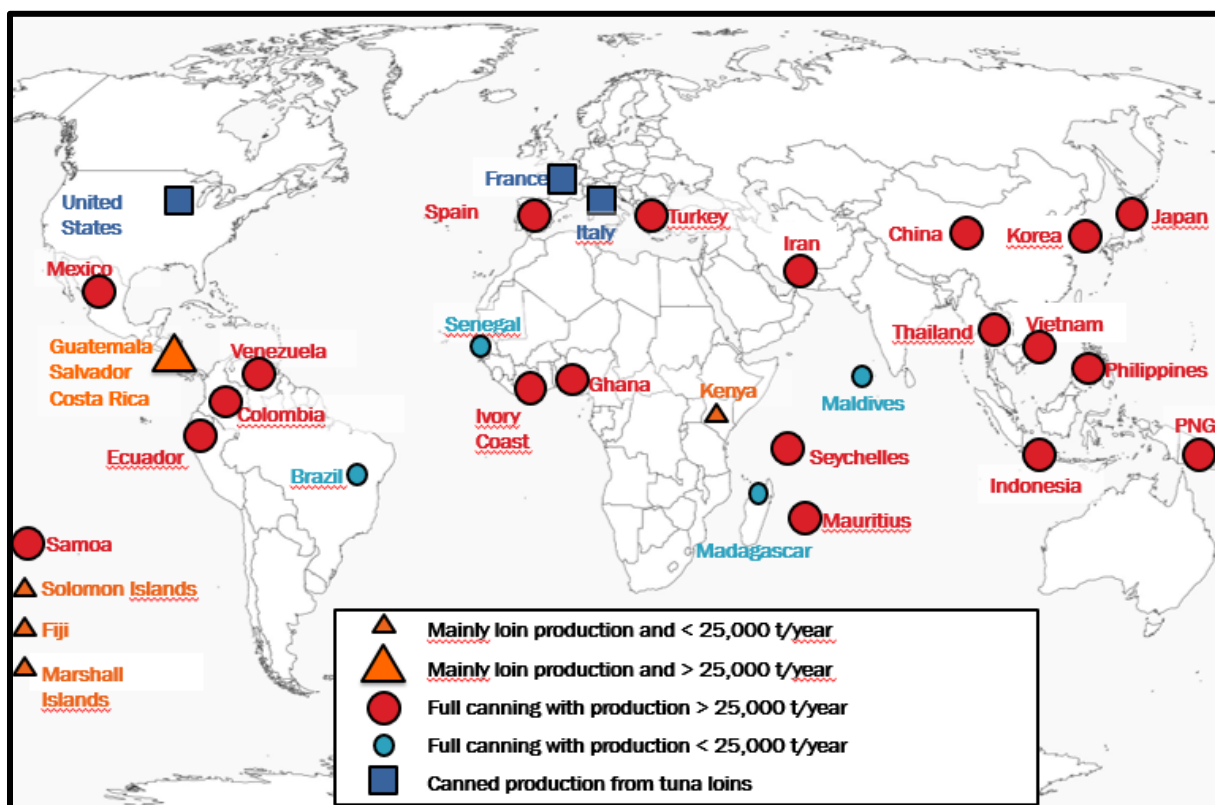 France
United
States
Spain
Turkey
Italy
Japan
China
Korea
Iran
Mexico
Senegal
Thailand
Vietnam
Guatemala
Salvador
Costa Rica
Venezuela
Ghana
Kenya
Philippines
Maldives
Colombia
Ivory
Coast
PNG
Ecuador
Seychelles
Brazil
Indonesia
Mauritius
Madagascar
Samoa
Solomon Islands
Fiji
Marshall
Islands
Mainly loin production and < 25,000 t/year
Mainly loin production and > 25,000 t/year
Full canning with production > 25,000 t/year
Full canning with production < 25,000 t/year
Canned production from tuna loins